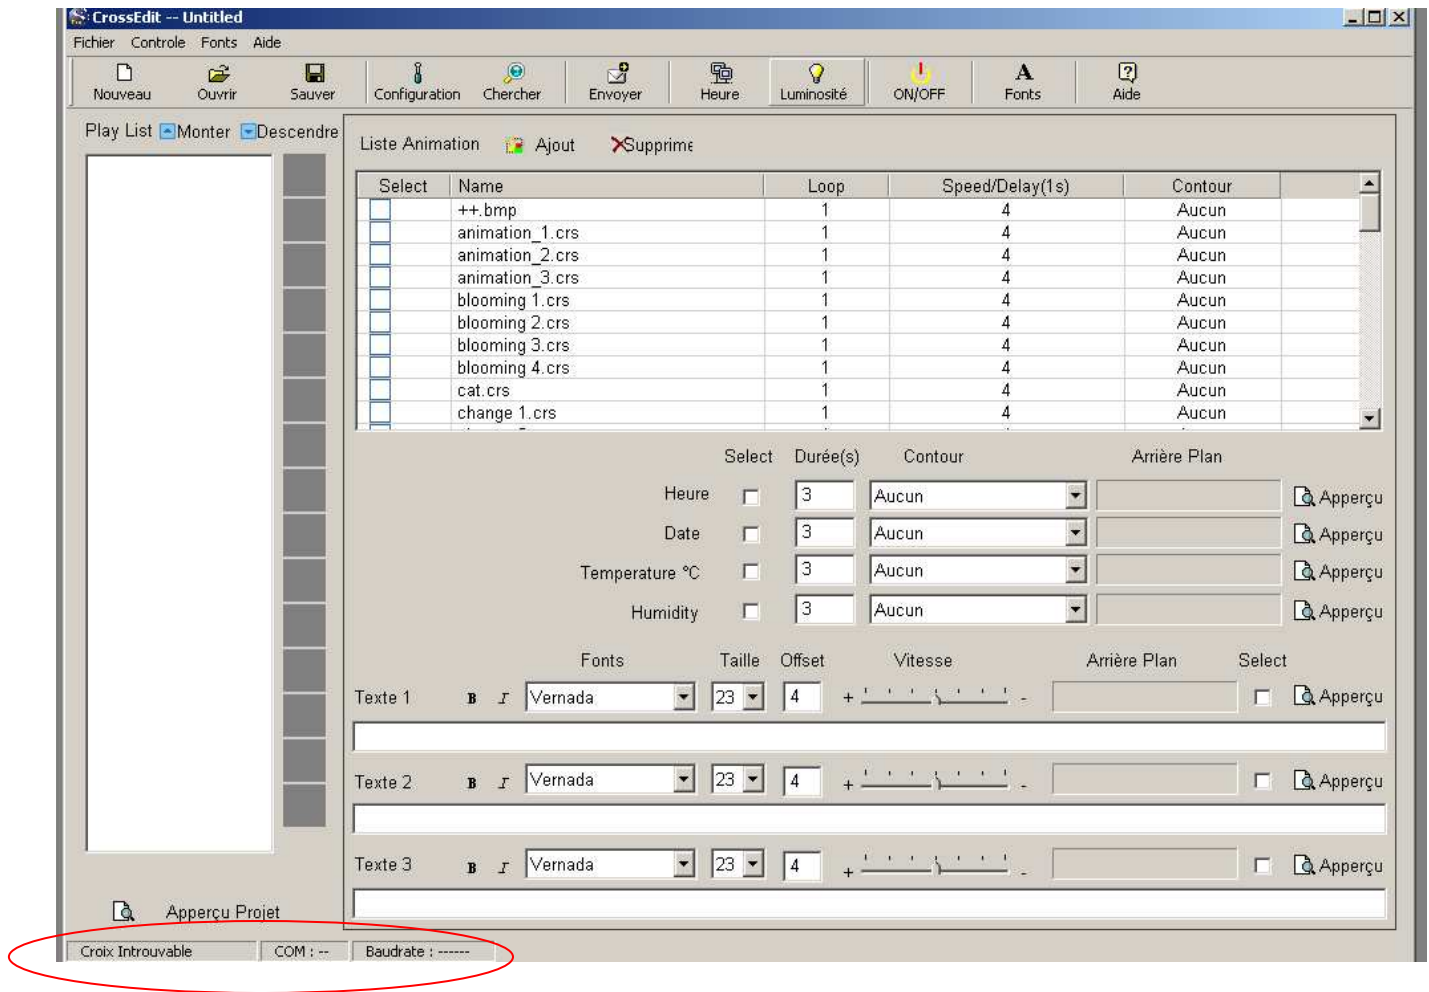 CrossEdit -- Untitled
Fichier Controle Fonts Aide
Nouveau Ouvrir Sauver Configuration Chercher Envoyer Heure Luminosité ON/OFF Fonts Aide
Play List Monter Descendre
Liste Animation Ajout Supprime
Select Name Loop Speed/Delay(1s) Contour
++.bmp 1 4 Aucun
animation_1.crs 1 4 Aucun
animation_2.crs 1 4 Aucun
animation_3.crs 1 4 Aucun
blooming 1.crs 1 4 Aucun
blooming 2.crs 1 4 Aucun
blooming 3.crs 1 4 Aucun
blooming 4.crs 1 4 Aucun
cat.crs 1 4 Aucun
change 1.crs 1 4 Aucun
Select Durée(s) Contour Arrière Plan
Heure 3 Aucun Apperçu
Date 3 Aucun Apperçu
Temperature °C 3 Aucun Apperçu
Humidity 3 Aucun Apperçu
Fonts Taille Offset Vitesse Arrière Plan Select
Texte 1 B I Vernada 23 4 + - Apperçu
Texte 2 B I Vernada 23 4 + - Apperçu
Texte 3 B I Vernada 23 4 + - Apperçu
Apperçu Projet
Croix Introuvable COM : -- Baudrate : ------